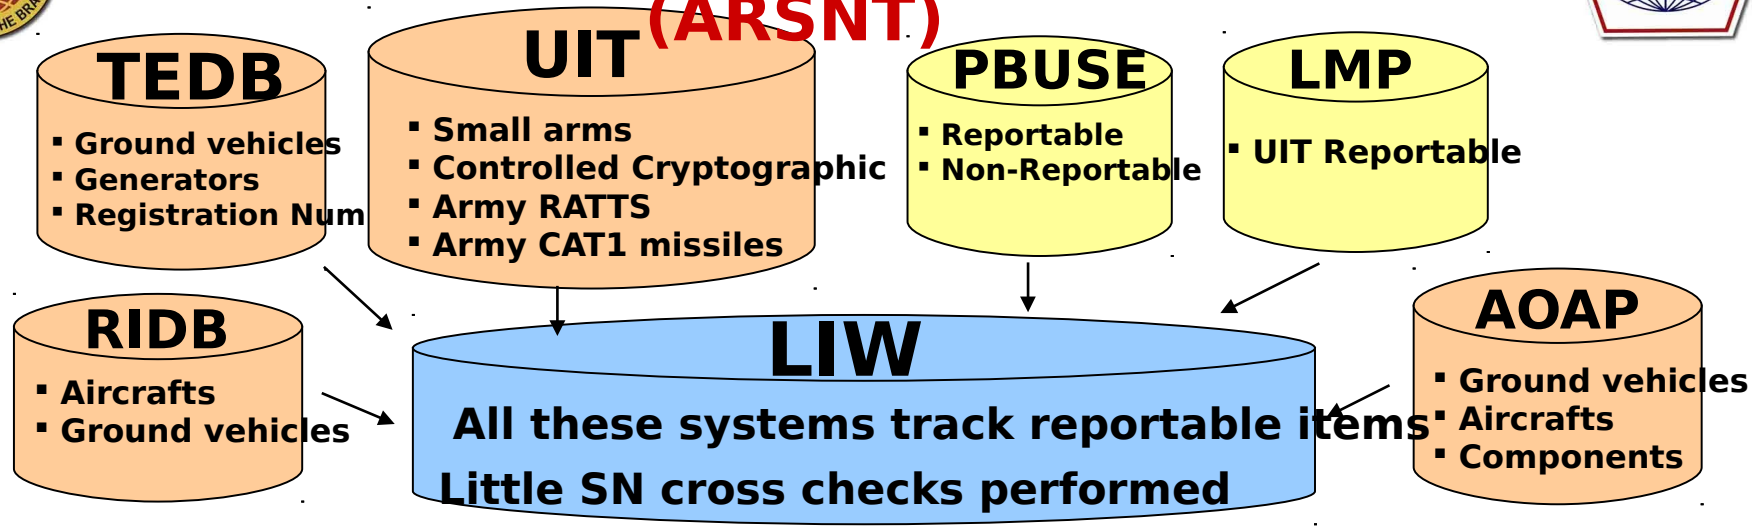 (ARSNT)
TEDB
▪ Ground vehicles
▪ Generators
▪ Registration Num
UIT
▪ Small arms
▪ Controlled Cryptographic
▪ Army RATTS
▪ Army CAT1 missiles
PBUSE
▪ Reportable
▪ Non-Reportable
LMP
▪ UIT Reportable
RIDB
▪ Aircrafts
▪ Ground vehicles
LIW
All these systems track reportable items
Little SN cross checks performed
AOAP
▪ Ground vehicles
▪ Aircrafts
▪ Components